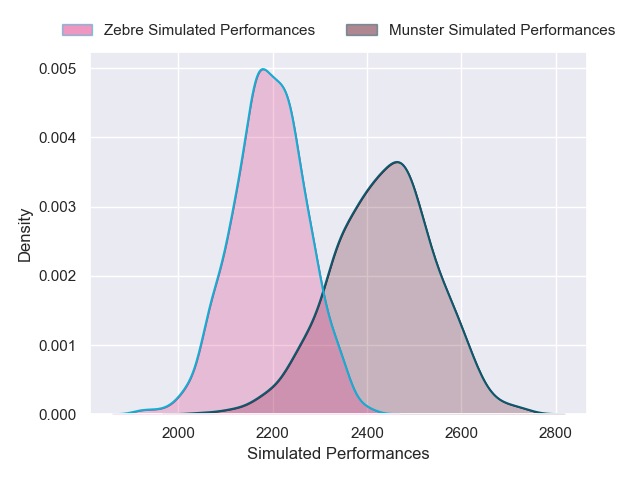 Zebre Simulated Performances Munster Simulated Performances
0.005
0.004
0.003
0.002
0.001
0.000
Density
2000 2200 2400 2600 2800
Simulated Performances